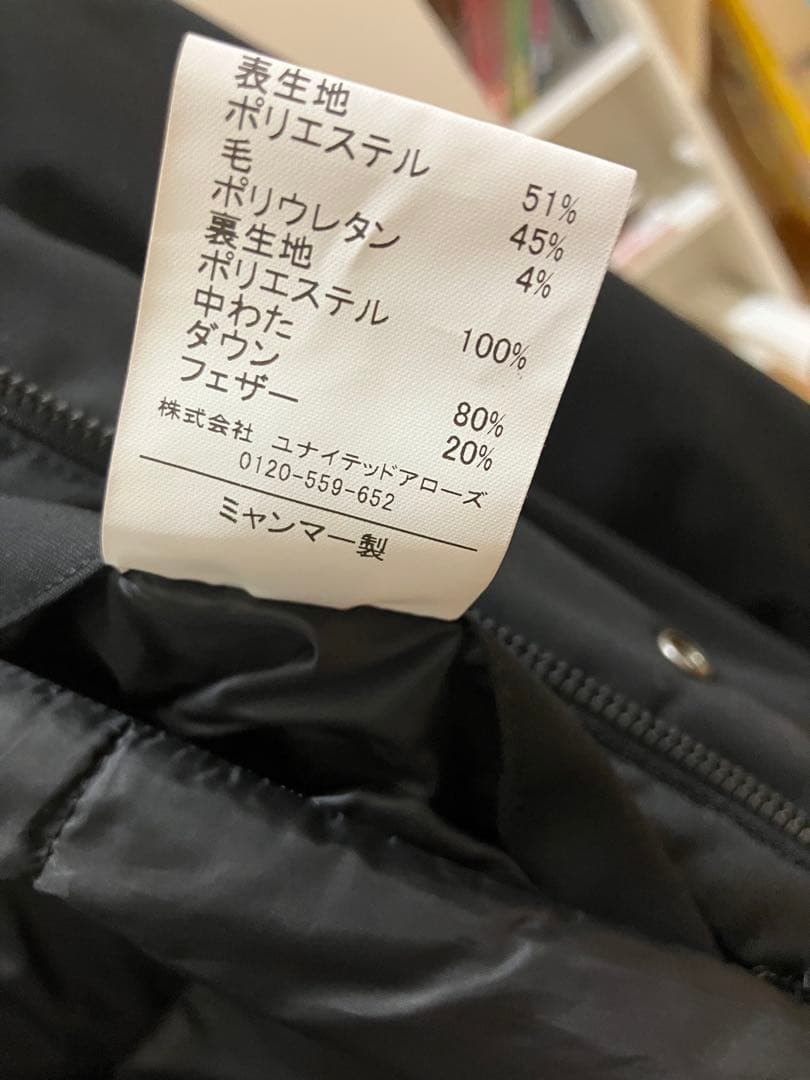 表生地
ポリエステル 51%
毛 45%
ポリウレタン 4%
裏生地
ポリエステル 100%
中わた
ダウン 80%
フェザー 20%
株式会社 ユナイテッドアローズ
0120-559-652
ミャンマー製